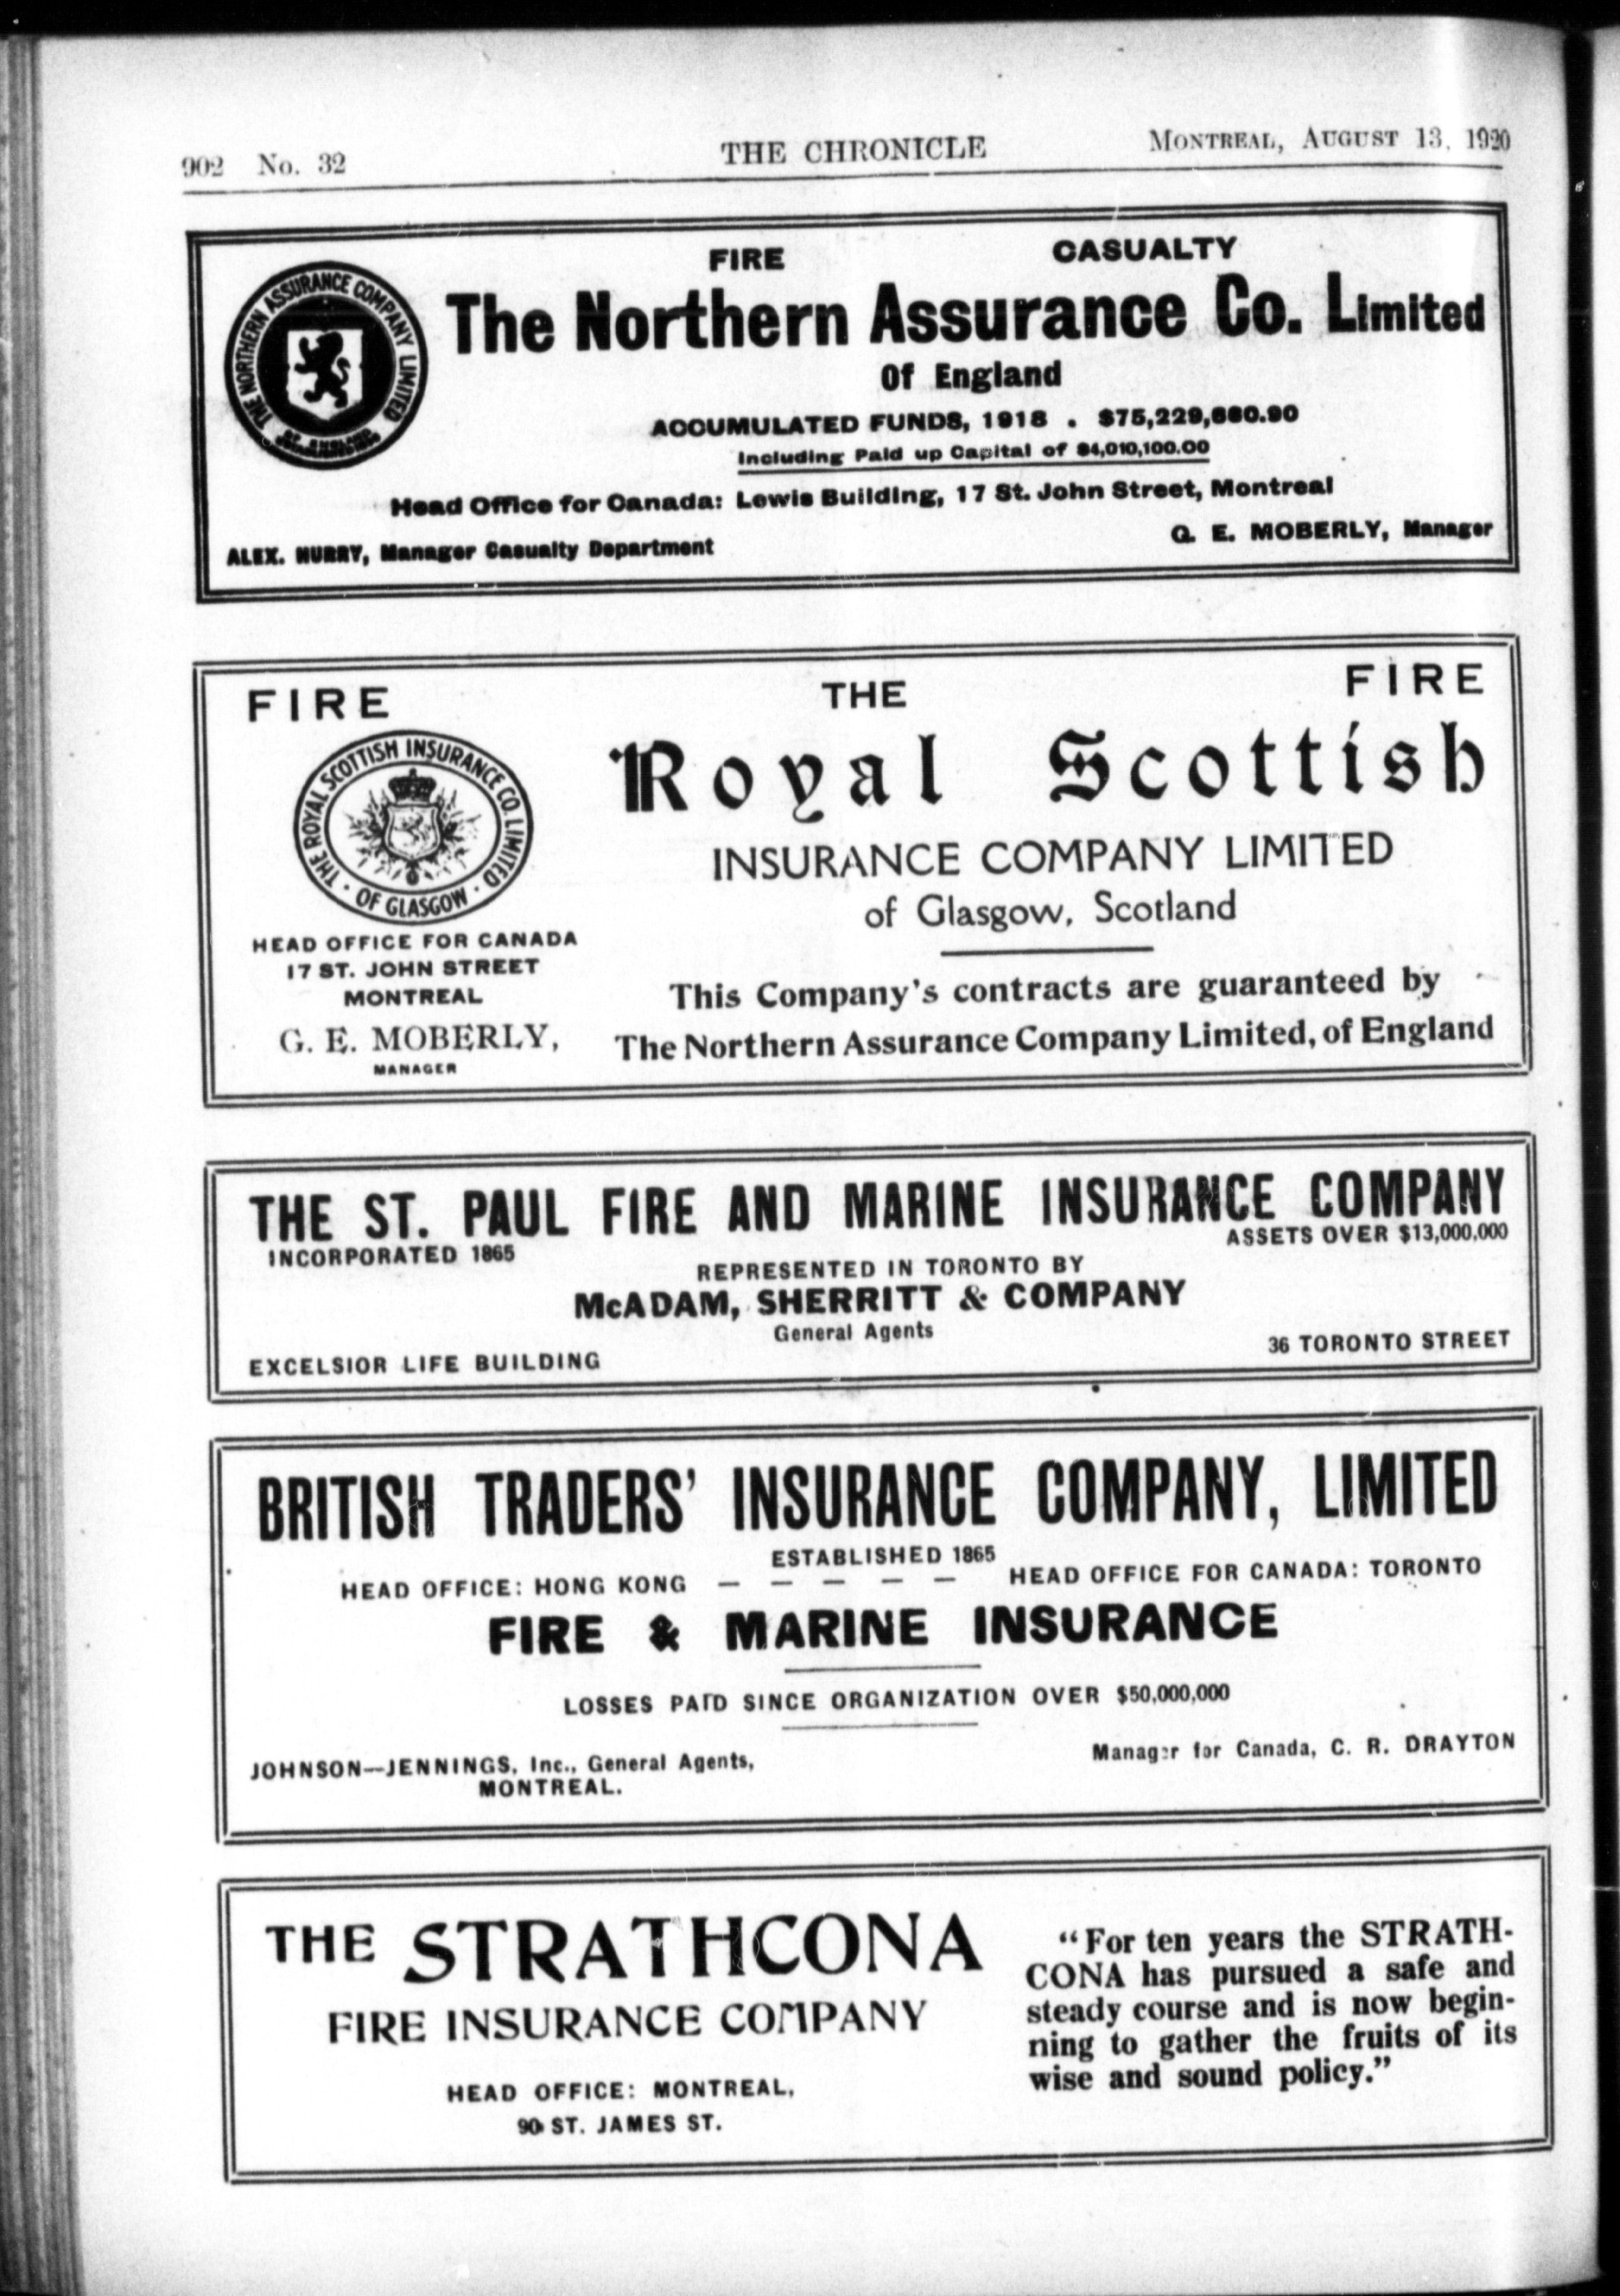 902 No. 32 THE CHRONICLE MONTREAL, AUGUST 13, 1920
FIRE CASUALTY
THE NORTHERN ASSURANCE COMPANY LIMITED
The Northern Assurance Co. Limited
Of England
ACCUMULATED FUNDS, 1918 . $75,229,660.90
Including Paid up Capital of $4,010,100.00
Head Office for Canada: Lewis Building, 17 St. John Street, Montreal
G. E. MOBERLY, Manager
ALEX. HURRY, Manager Casualty Department
FIRE THE FIRE
THE ROYAL SCOTTISH INSURANCE CO. LIMITED
· OF GLASGOW ·
HEAD OFFICE FOR CANADA
17 ST. JOHN STREET
MONTREAL
G. E. MOBERLY,
MANAGER
Royal Scottish
INSURANCE COMPANY LIMITED
of Glasgow, Scotland
This Company's contracts are guaranteed by
The Northern Assurance Company Limited, of England
THE ST. PAUL FIRE AND MARINE INSURANCE COMPANY
INCORPORATED 1865 ASSETS OVER $13,000,000
REPRESENTED IN TORONTO BY
McADAM, SHERRITT & COMPANY
General Agents
EXCELSIOR LIFE BUILDING 36 TORONTO STREET
BRITISH TRADERS' INSURANCE COMPANY, LIMITED
ESTABLISHED 1865
HEAD OFFICE: HONG KONG — — — — — HEAD OFFICE FOR CANADA: TORONTO
FIRE & MARINE INSURANCE
LOSSES PAID SINCE ORGANIZATION OVER $50,000,000
JOHNSON—JENNINGS, Inc., General Agents, Manager for Canada, C. R. DRAYTON
MONTREAL.
THE STRATHCONA
FIRE INSURANCE COMPANY
HEAD OFFICE: MONTREAL,
90 ST. JAMES ST.
"For ten years the STRATH-
CONA has pursued a safe and
steady course and is now begin-
ning to gather the fruits of its
wise and sound policy."